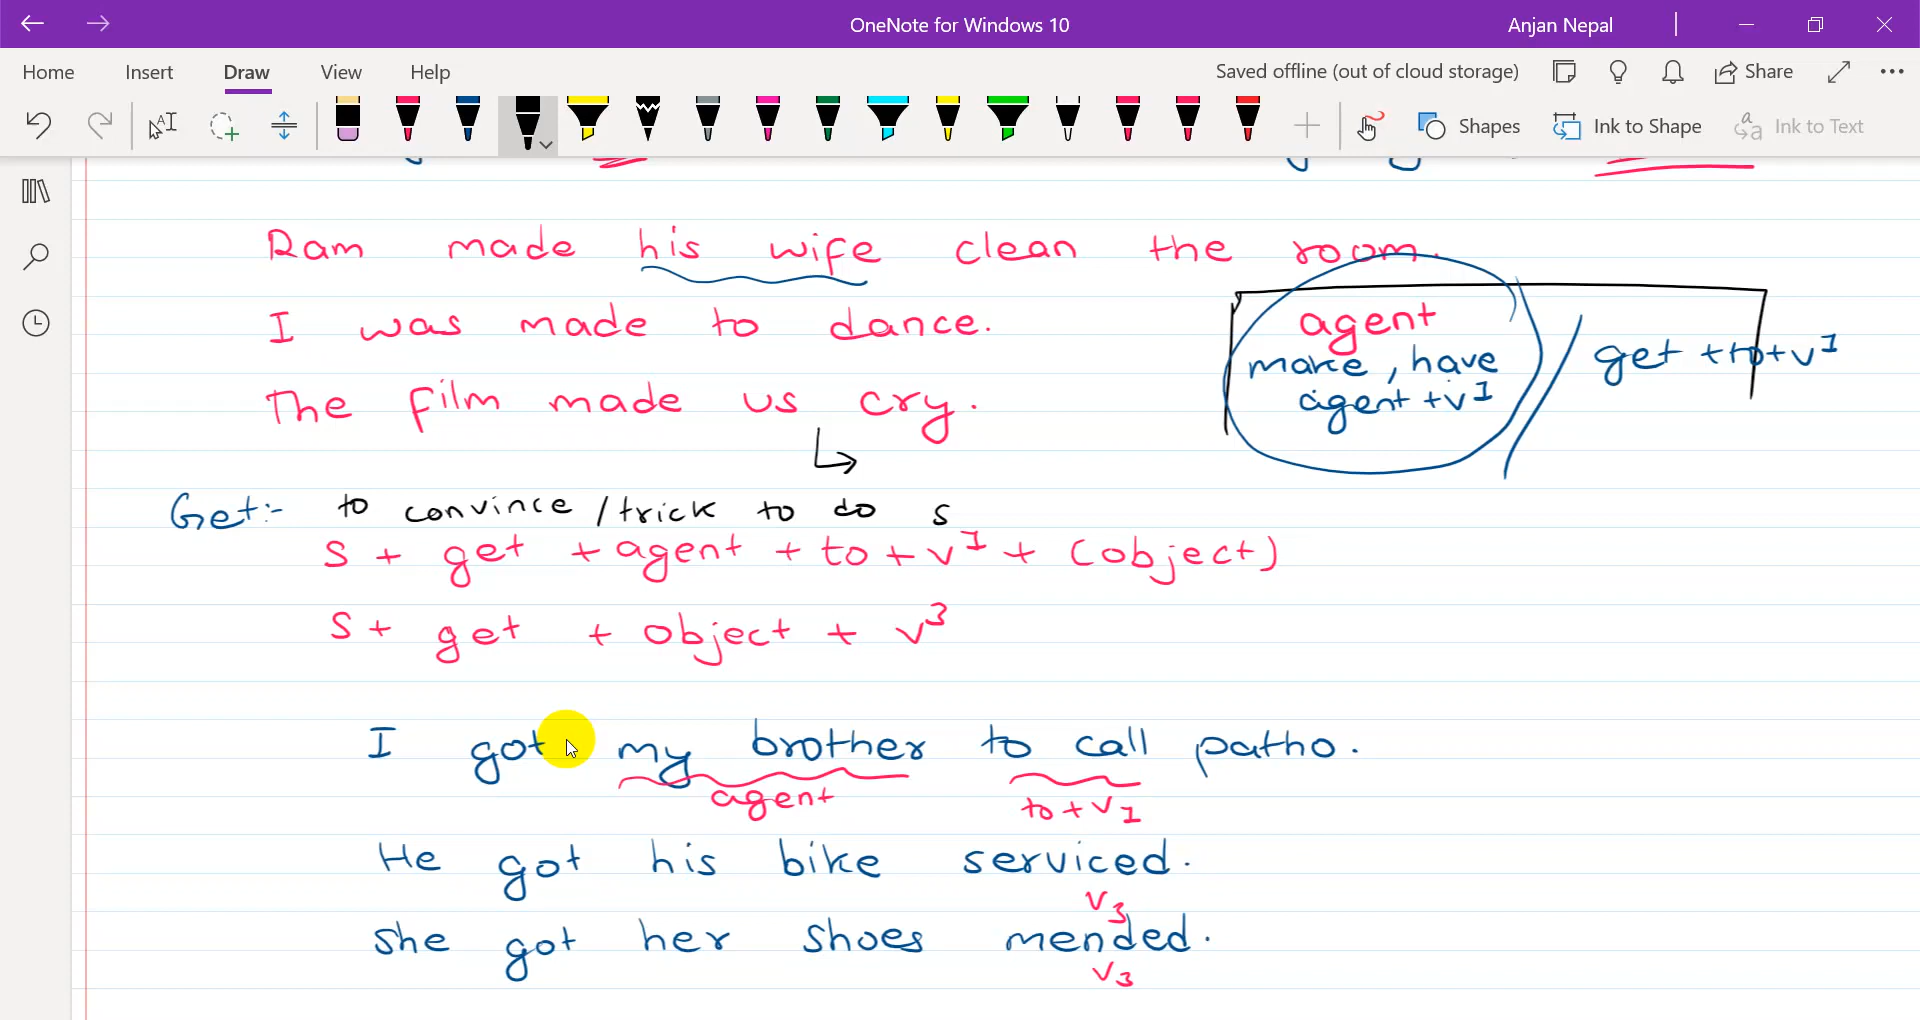 OneNote for Windows 10
Anjan Nepal
Home Insert Draw View Help
Saved offline (out of cloud storage) Share
Shapes Ink to Shape Ink to Text
Ram made his wife clean the room.
I was made to dance.
agent
make, have
agent + v1
get + to + v1
The film made us cry.
Get:- to convince / trick to do s
S + get + agent + to + v1 + (object)
S + get + object + v3
I got my brother to call patho.
agent
to + v1
He got his bike serviced.
v3
She got her shoes mended.
v3